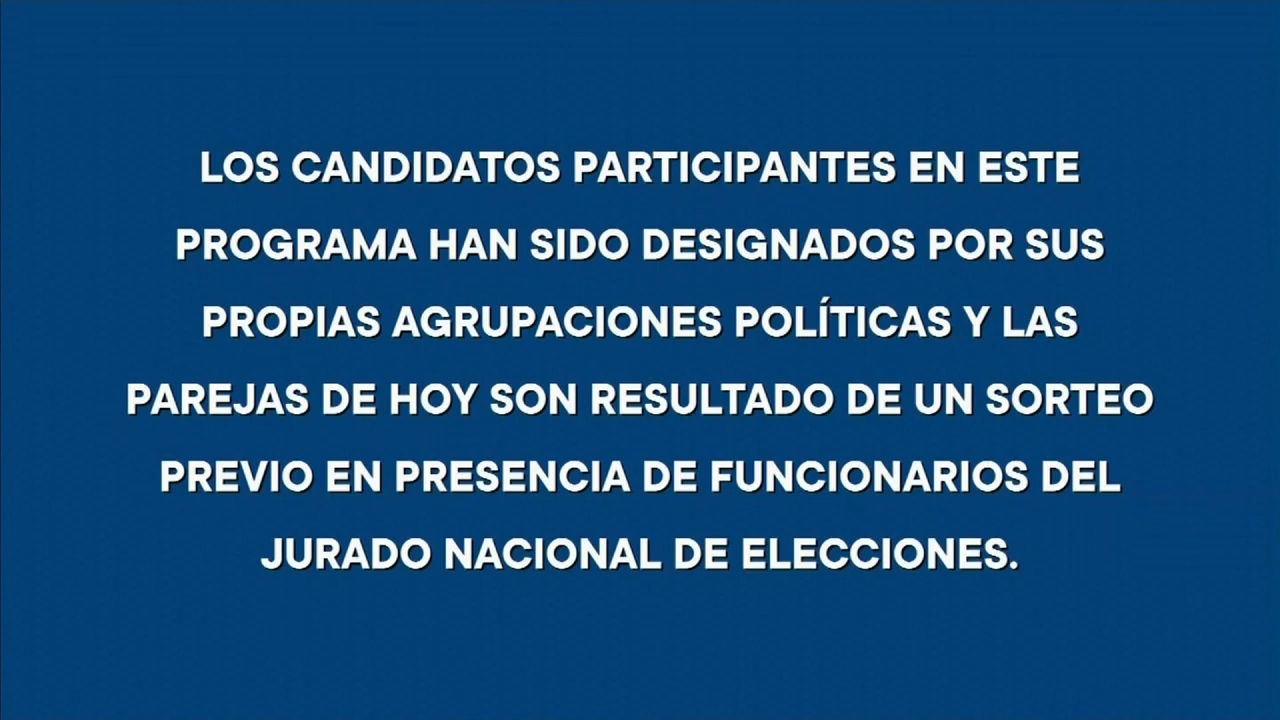 LOS CANDIDATOS PARTICIPANTES EN ESTE
PROGRAMA HAN SIDO DESIGNADOS POR SUS
PROPIAS AGRUPACIONES POLÍTICAS Y LAS
PAREJAS DE HOY SON RESULTADO DE UN SORTEO
PREVIO EN PRESENCIA DE FUNCIONARIOS DEL
JURADO NACIONAL DE ELECCIONES.